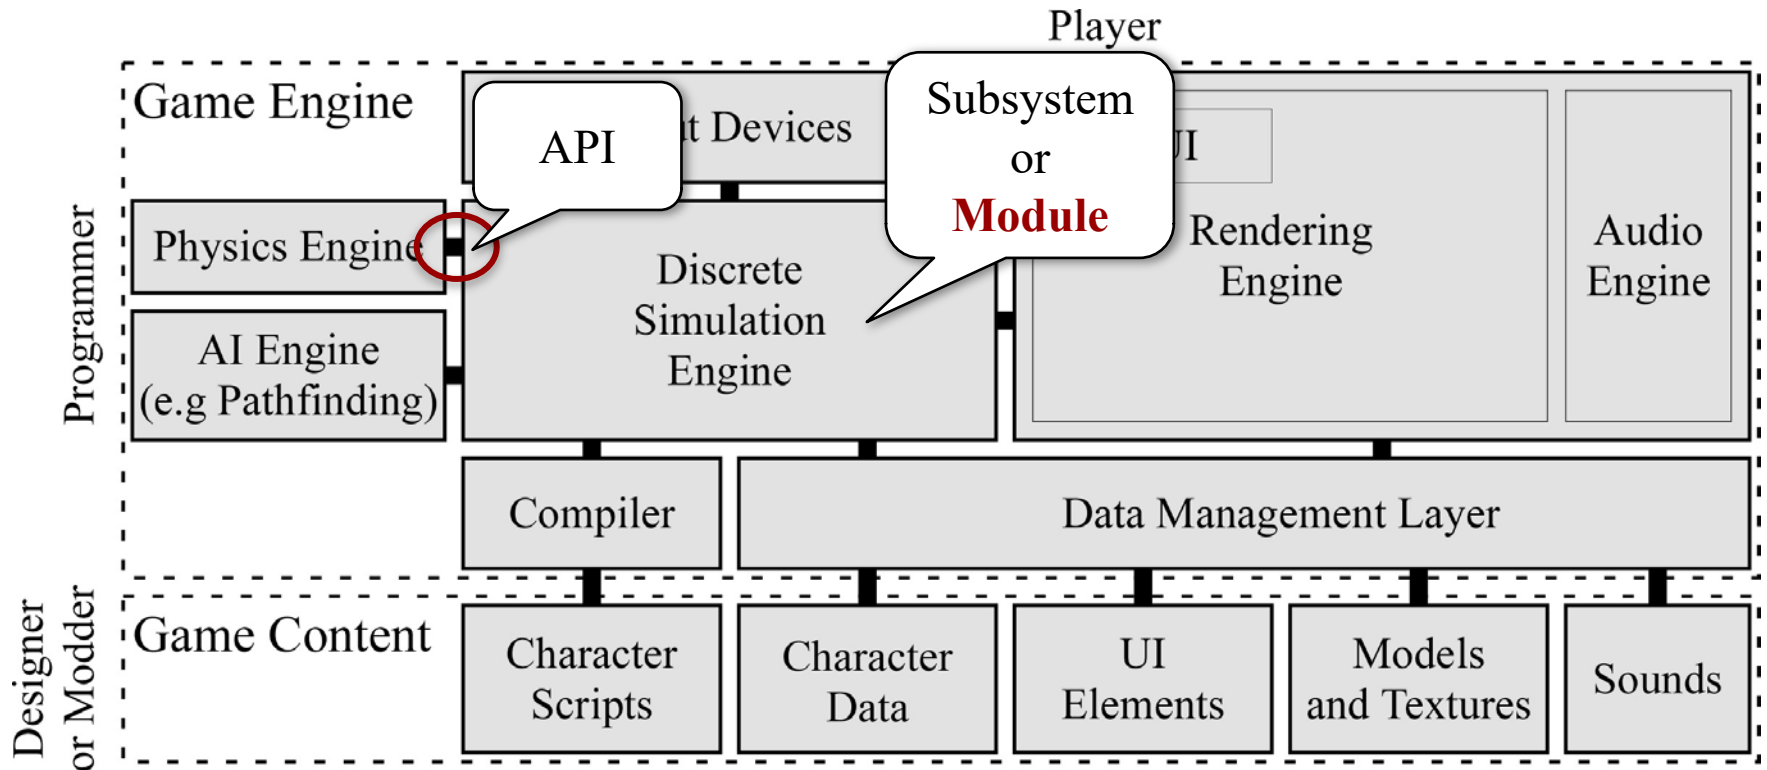 Player
Game Engine
API
Devices
Subsystem
or
Module
Programmer
Physics Engine
AI Engine
(e.g Pathfinding)
Discrete
Simulation
Engine
Rendering
Engine
Audio
Engine
Compiler
Data Management Layer
Designer
or Modder
Game Content
Character
Scripts
Character
Data
UI
Elements
Models
and Textures
Sounds